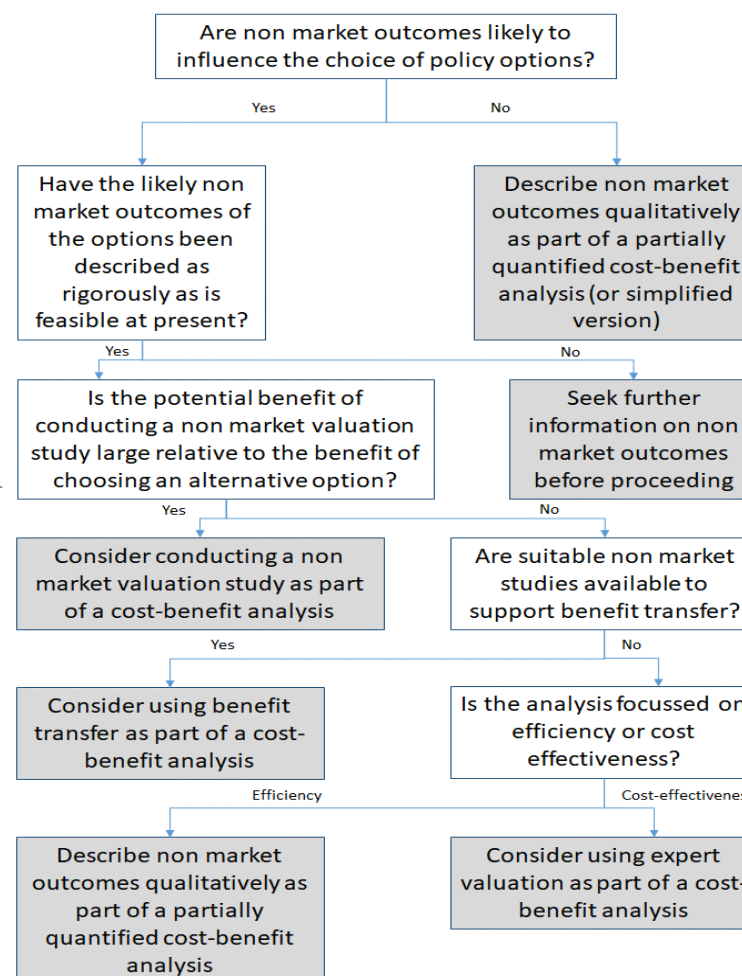 Are non market outcomes likely to
influence the choice of policy options?
Yes
No
Have the likely non
market outcomes of
the options been
described as
rigorously as is
feasible at present?
Describe non market
outcomes qualitatively
as part of a partially
quantified cost-benefit
analysis (or simplified
version)
Yes
No
Is the potential benefit of
conducting a non market valuation
study large relative to the benefit of
choosing an alternative option?
Seek further
information on non
market outcomes
before proceeding
Yes
No
Consider conducting a non
market valuation study as part
of a cost-benefit analysis
Are suitable non market
studies available to
support benefit transfer?
Yes
No
Consider using benefit
transfer as part of a cost-
benefit analysis
Is the analysis focussed on
efficiency or cost
effectiveness?
Efficiency
Cost-effectivenes
Describe non market
outcomes qualitatively as
part of a partially
quantified cost-benefit
analysis
Consider using expert
valuation as part of a cost-
benefit analysis